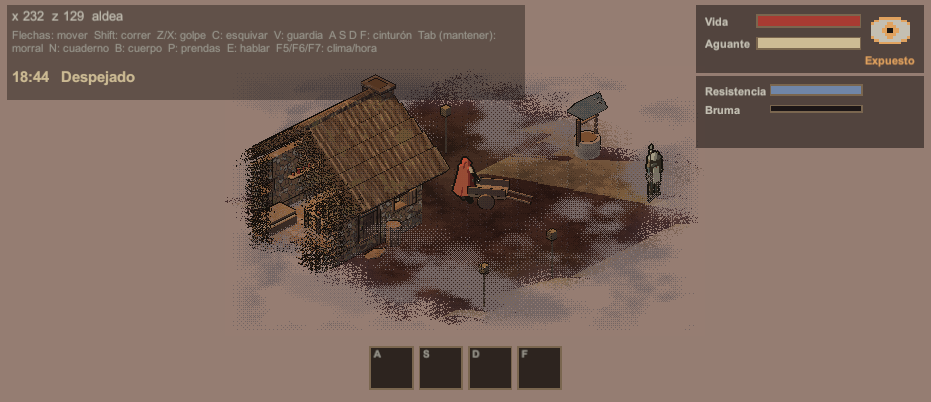 x 232 z 129 aldea
Flechas: mover Shift: correr Z/X: golpe C: esquivar V: guardia A S D F: cinturón Tab (mantener):
morral N: cuaderno B: cuerpo P: prendas E: hablar F5/F6/F7: clima/hora
18:44 Despejado
Vida
Aguante
Expuesto
Resistencia
Bruma
A S D F